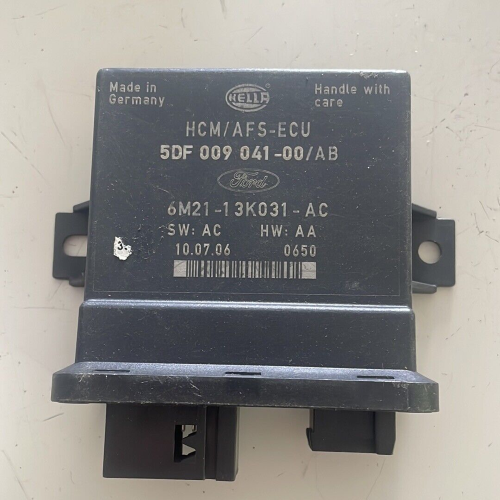 Made in Germany
HELLA
Handle with care
HCM/AFS-ECU
5DF 009 041-00/AB
Ford
6M21-13K031-AC
SW: AC HW: AA
10.07.06 0650